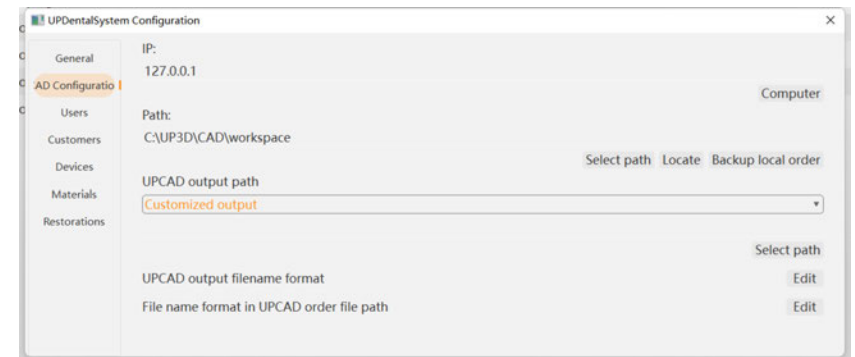 UPDentalSystem Configuration
General
AD Configuratio
Users
Customers
Devices
Materials
Restorations
IP:
127.0.0.1
Computer
Path:
C:\UP3D\CAD\workspace
Select path Locate Backup local order
UPCAD output path
Customized output
Select path
UPCAD output filename format Edit
File name format in UPCAD order file path Edit